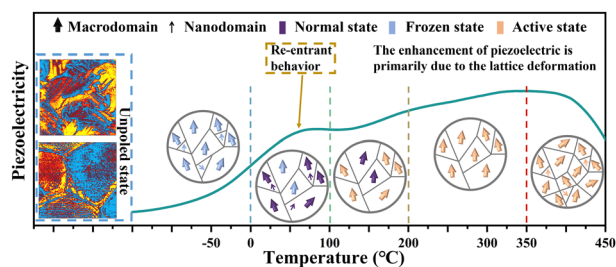 Macrodomain Nanodomain Normal state Frozen state Active state
Re-entrant
behavior
The enhancement of piezoelectric is
primarily due to the lattice deformation
Piezoelectricity
Unpoled state
-50 0 100 200 300 350 450
Temperature (°C)